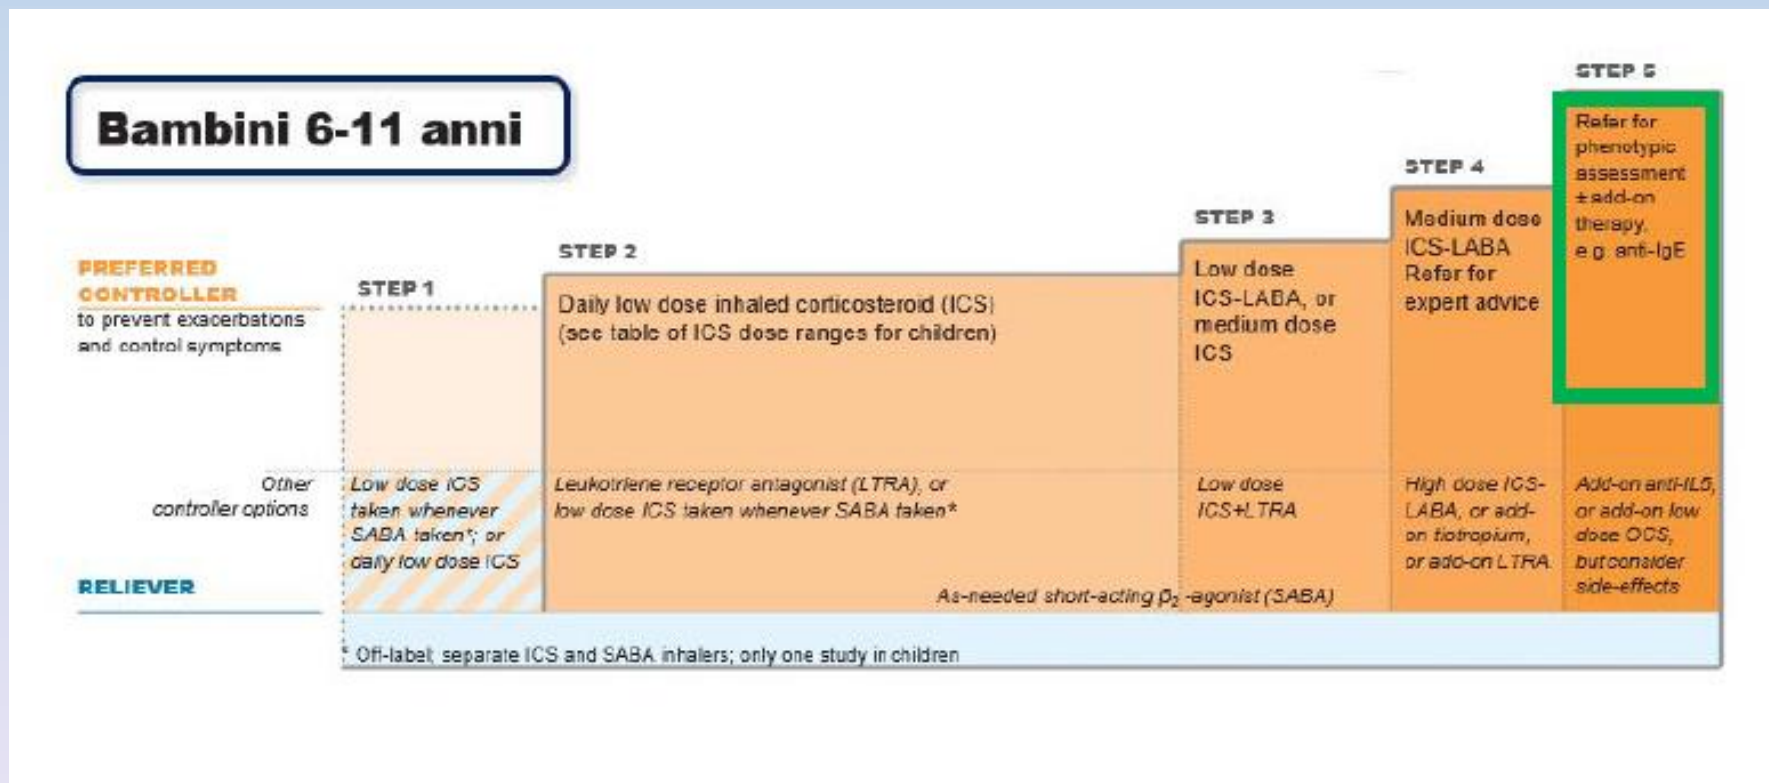 Bambini 6-11 anni
PREFERRED
CONTROLLER
to prevent exacerbations
and control symptoms
STEP 1
STEP 2
Daily low dose inhaled corticosteroid (ICS)
(see table of ICS dose ranges for children)
STEP 3
Low dose
ICS-LABA, or
medium dose
ICS
STEP 4
Medium dose
ICS-LABA
Refer for
expert advice
STEP 5
Refer for
phenotypic
assessment
± add-on
therapy,
e.g. anti-IgE
Other
controller options
Low dose ICS
taken whenever
SABA taken*; or
daily low dose ICS
Leukotriene receptor antagonist (LTRA), or
low dose ICS taken whenever SABA taken*
Low dose
ICS+LTRA
High dose ICS-
LABA, or add-
on tiotropium,
or add-on LTRA
Add-on anti-IL5,
or add-on low
dose OCS,
but consider
side-effects
RELIEVER
As-needed short-acting β2 -agonist (SABA)
* Off-label; separate ICS and SABA inhalers; only one study in children